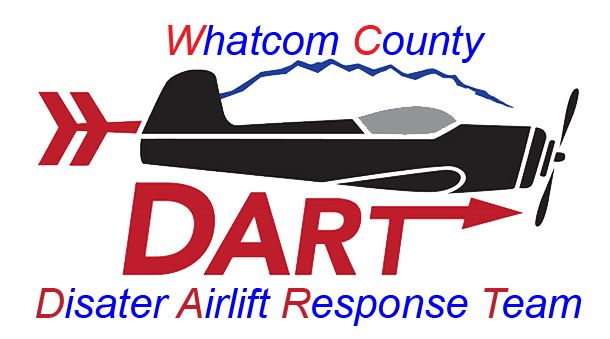 Whatcom County
DART
Disater Airlift Response Team